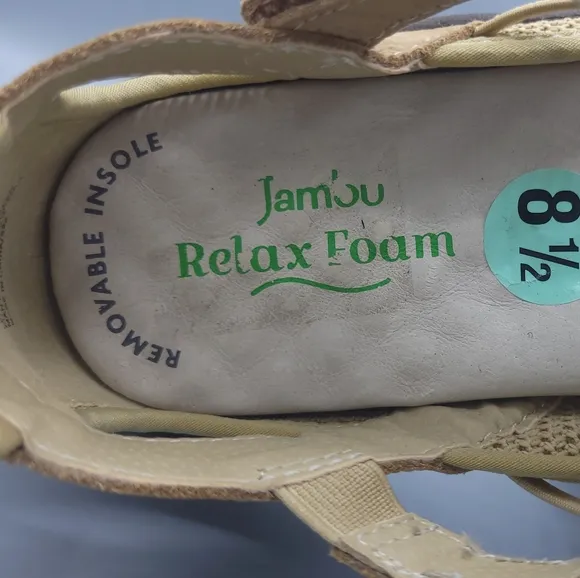 REMOVABLE INSOLE
Jambu
Relax Foam
8 1/2